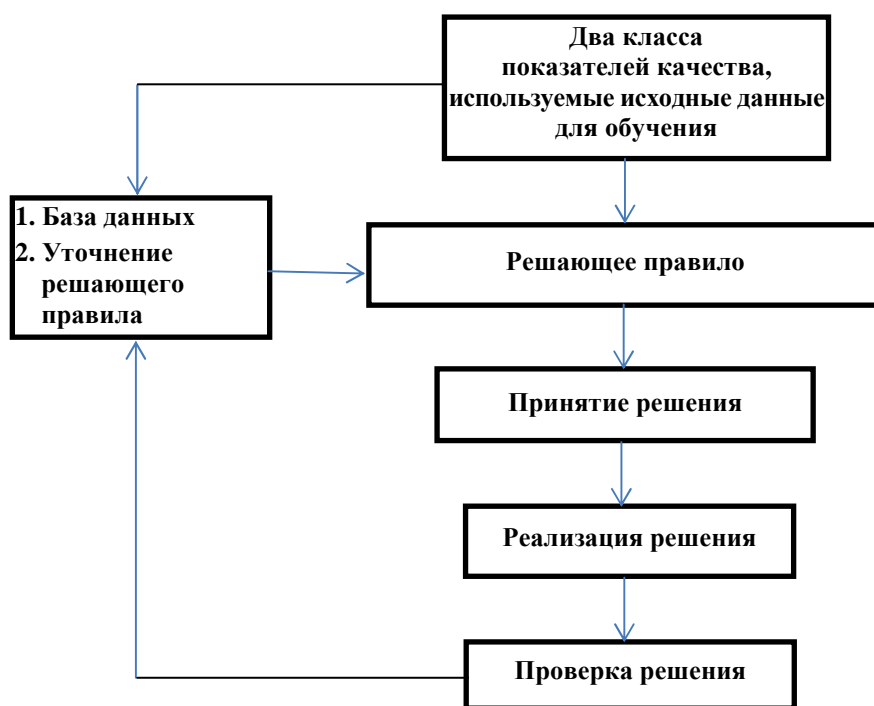 Два класса
показателей качества,
используемые исходные данные
для обучения
1. База данных
2. Уточнение
решающего
правила
Решающее правило
Принятие решения
Реализация решения
Проверка решения